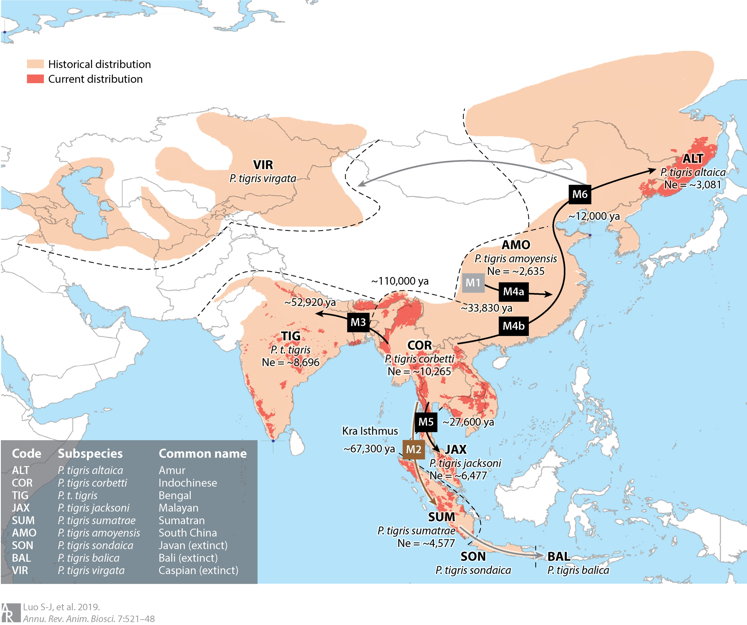 Historical distribution
Current distribution
VIR
P. tigris virgata
ALT
P. tigris altaica
Ne = ~3,081
M6
~12,000 ya
AMO
P. tigris amoyensis
Ne = ~2,635
M1
M4a
~33,830 ya
~110,000 ya
~52,920 ya
M3
M4b
TIG
P. t. tigris
Ne = ~8,696
COR
P. tigris corbetti
Ne = ~10,265
M5
~27,600 ya
Kra Isthmus
~67,300 ya
M2
JAX
P. tigris jacksoni
Ne = ~6,477
SUM
P. tigris sumatrae
Ne = ~4,577
SON
P. tigris sondaica
BAL
P. tigris balica
Code Subspecies Common name
ALT P. tigris altaica Amur
COR P. tigris corbetti Indochinese
TIG P. t. tigris Bengal
JAX P. tigris jacksoni Malayan
SUM P. tigris sumatrae Sumatran
AMO P. tigris amoyensis South China
SON P. tigris sondaica Javan (extinct)
BAL P. tigris balica Bali (extinct)
VIR P. tigris virgata Caspian (extinct)
AR
Luo S-J, et al. 2019.
Annu. Rev. Anim. Biosci. 7:521–48